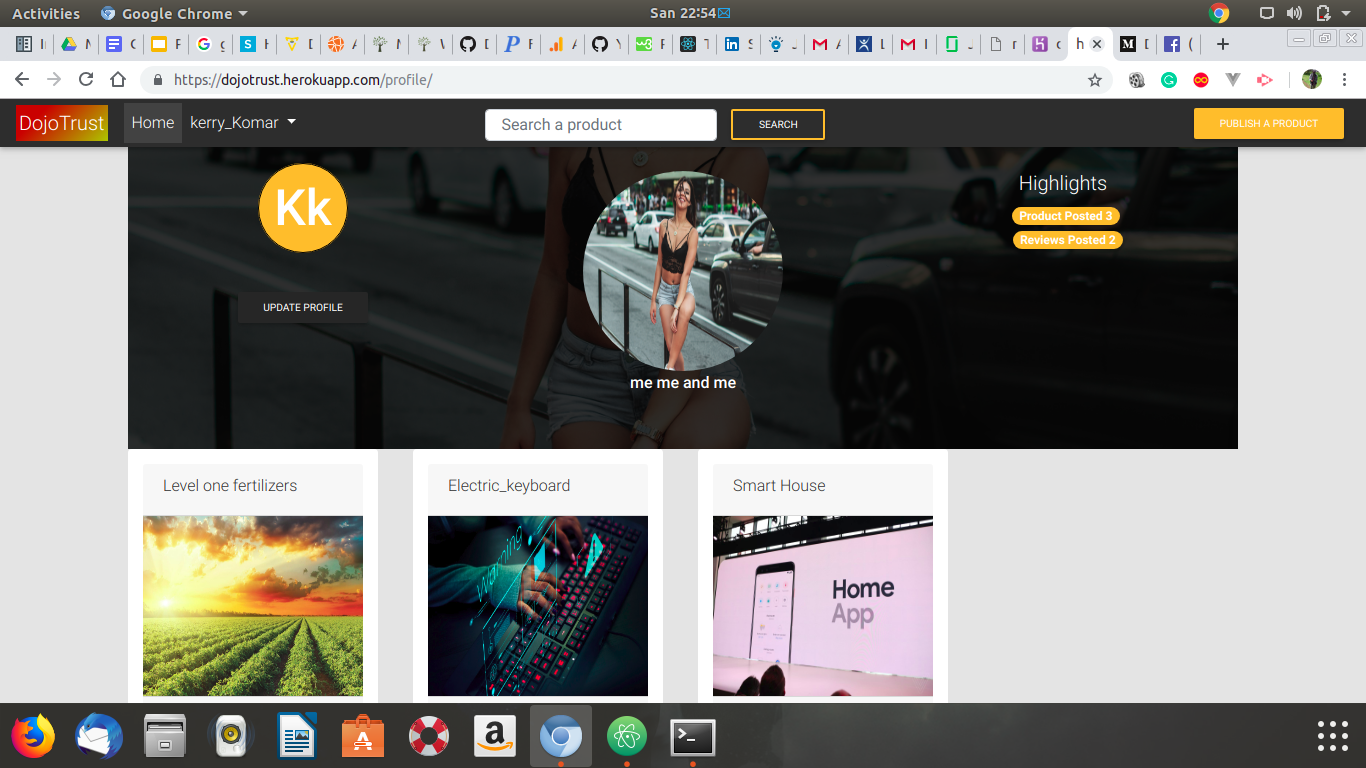 Activities
Google Chrome
San 22:54
https://dojotrust.herokuapp.com/profile/
DojoTrust
Home
kerry_Komar
Search a product
SEARCH
PUBLISH A PRODUCT
Kk
UPDATE PROFILE
me me and me
Highlights
Product Posted 3
Reviews Posted 2
Level one fertilizers
Electric_keyboard
Smart House
Warning
Home
App